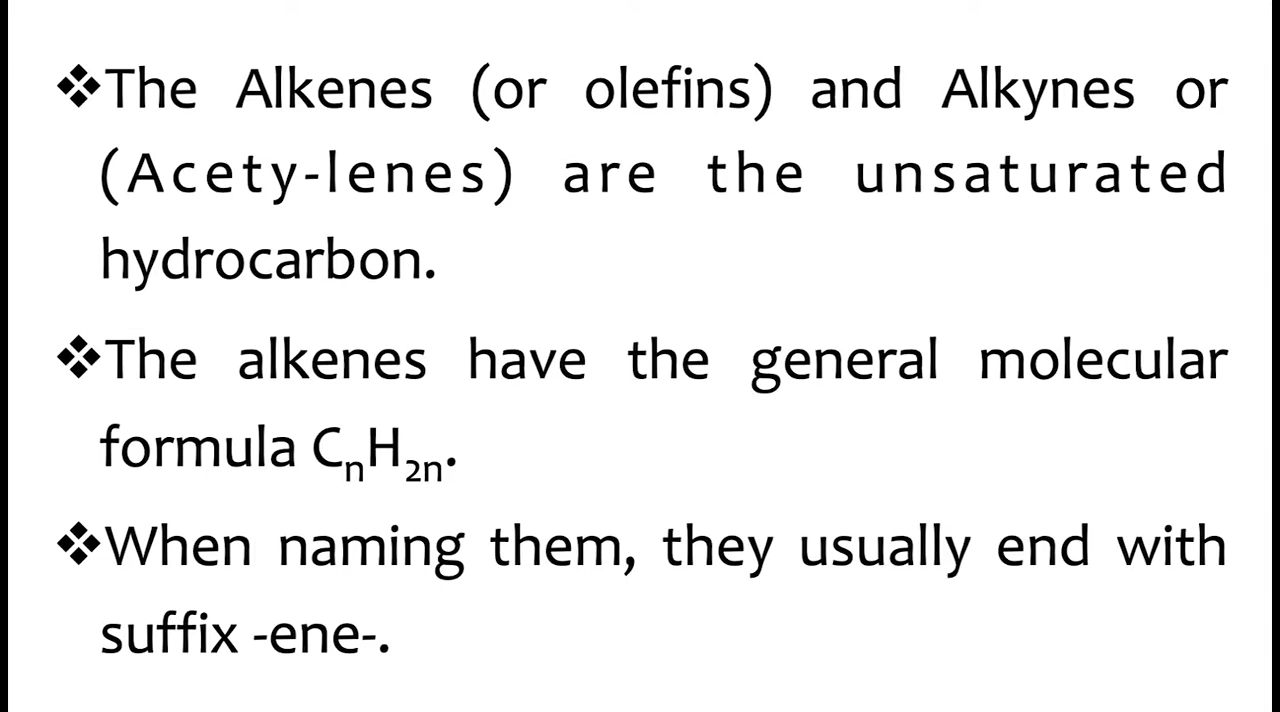 ❖The Alkenes (or olefins) and Alkynes or
(Acety-lenes) are the unsaturated
hydrocarbon.
❖The alkenes have the general molecular
formula CₙH₂ₙ.
❖When naming them, they usually end with
suffix -ene-.